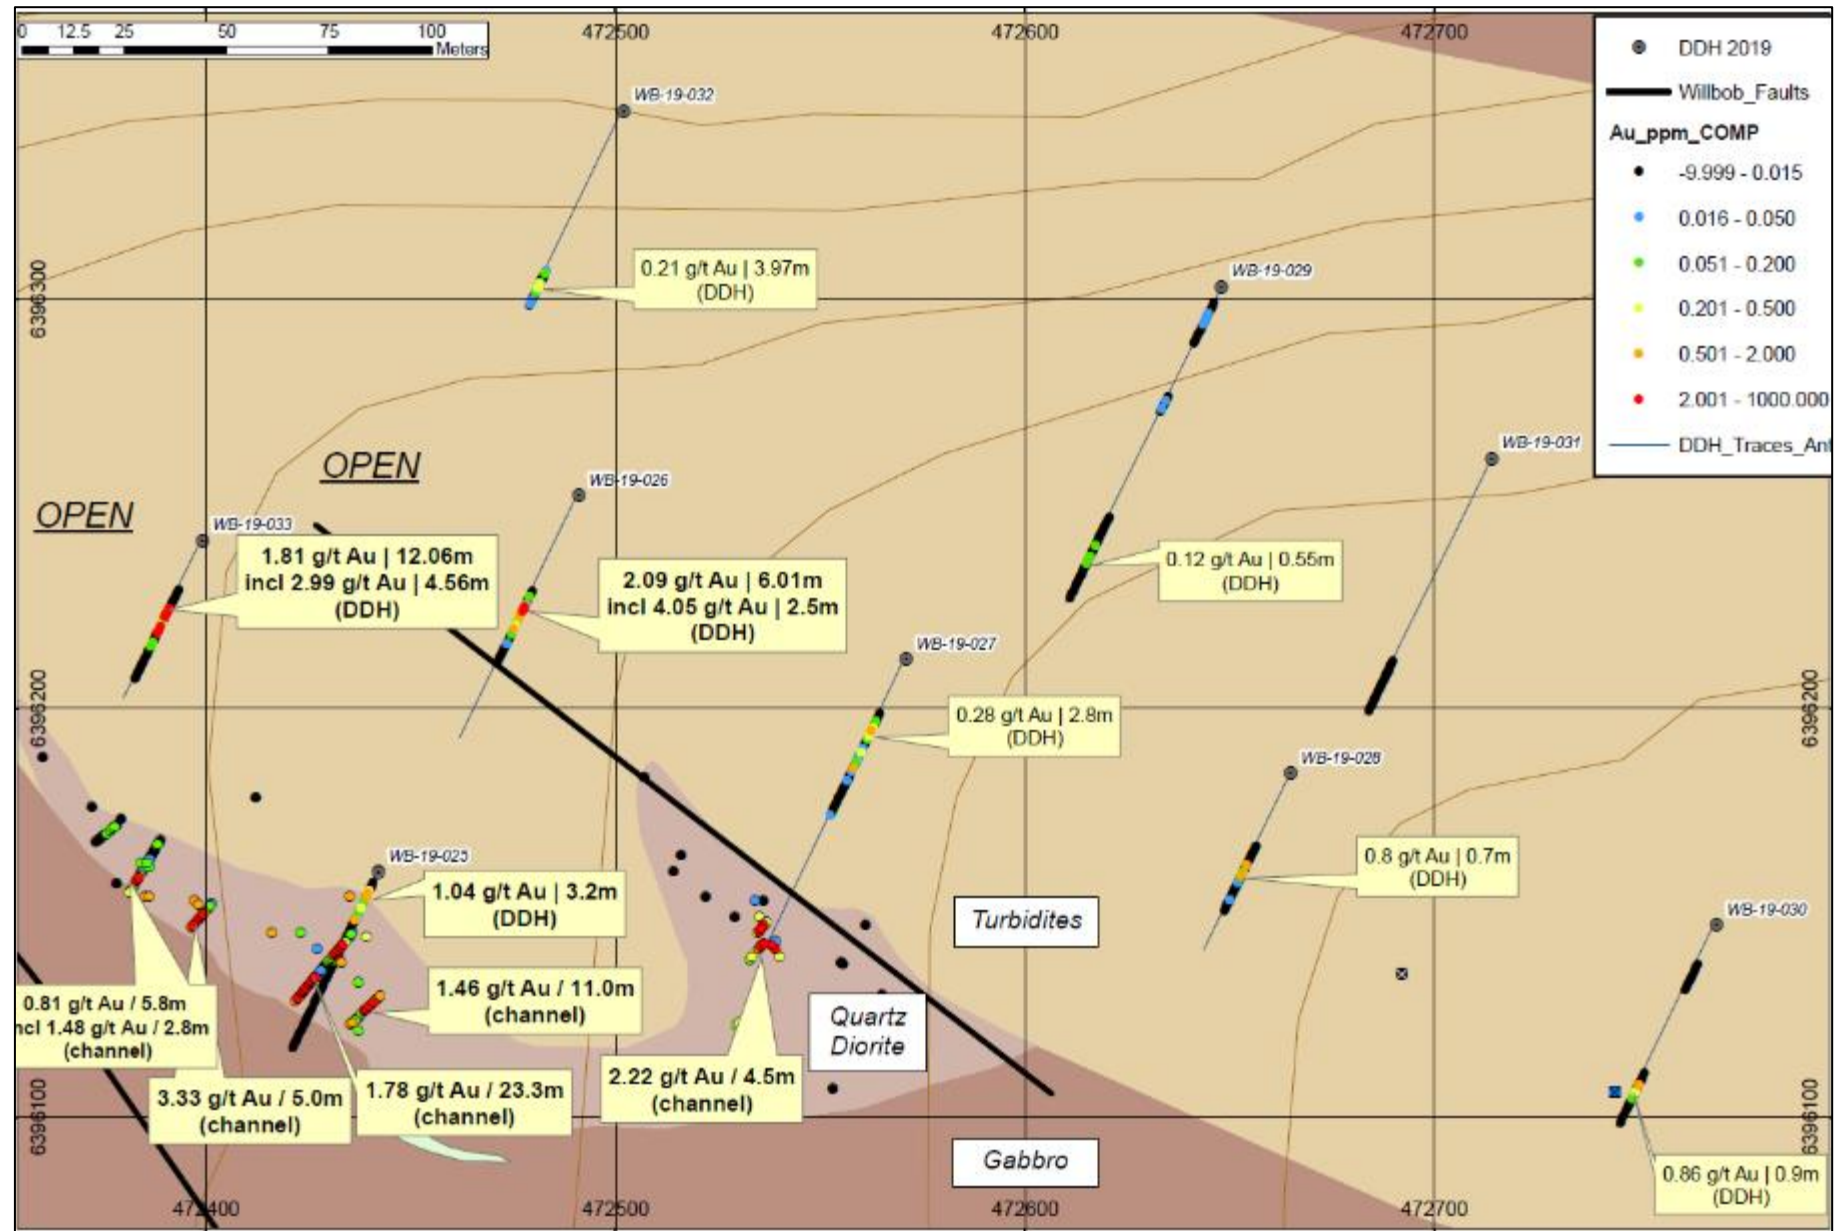 0 12.5 25 50 75 100
Meters
472500
472600
472700
DDH 2019
Willbob_Faults
Au_ppm_COMP
-9.999 - 0.015
0.016 - 0.050
0.051 - 0.200
0.201 - 0.500
0.501 - 2.000
2.001 - 1000.000
DDH_Traces_Ant
WB-19-032
0.21 g/t Au | 3.97m
(DDH)
WB-19-029
6396300
WB-19-031
OPEN
OPEN
WB-19-026
WB-19-033
1.81 g/t Au | 12.06m
incl 2.99 g/t Au | 4.56m
(DDH)
2.09 g/t Au | 6.01m
incl 4.05 g/t Au | 2.5m
(DDH)
0.12 g/t Au | 0.55m
(DDH)
WB-19-027
6396200
6396200
0.28 g/t Au | 2.8m
(DDH)
WB-19-028
0.8 g/t Au | 0.7m
(DDH)
WB-19-025
1.04 g/t Au | 3.2m
(DDH)
Turbidites
WB-19-030
0.81 g/t Au / 5.8m
ncl 1.48 g/t Au / 2.8m
(channel)
1.46 g/t Au / 11.0m
(channel)
Quartz
Diorite
3.33 g/t Au / 5.0m
(channel)
1.78 g/t Au / 23.3m
(channel)
2.22 g/t Au / 4.5m
(channel)
6396100
6396100
Gabbro
0.86 g/t Au | 0.9m
(DDH)
472400
472500
472600
472700